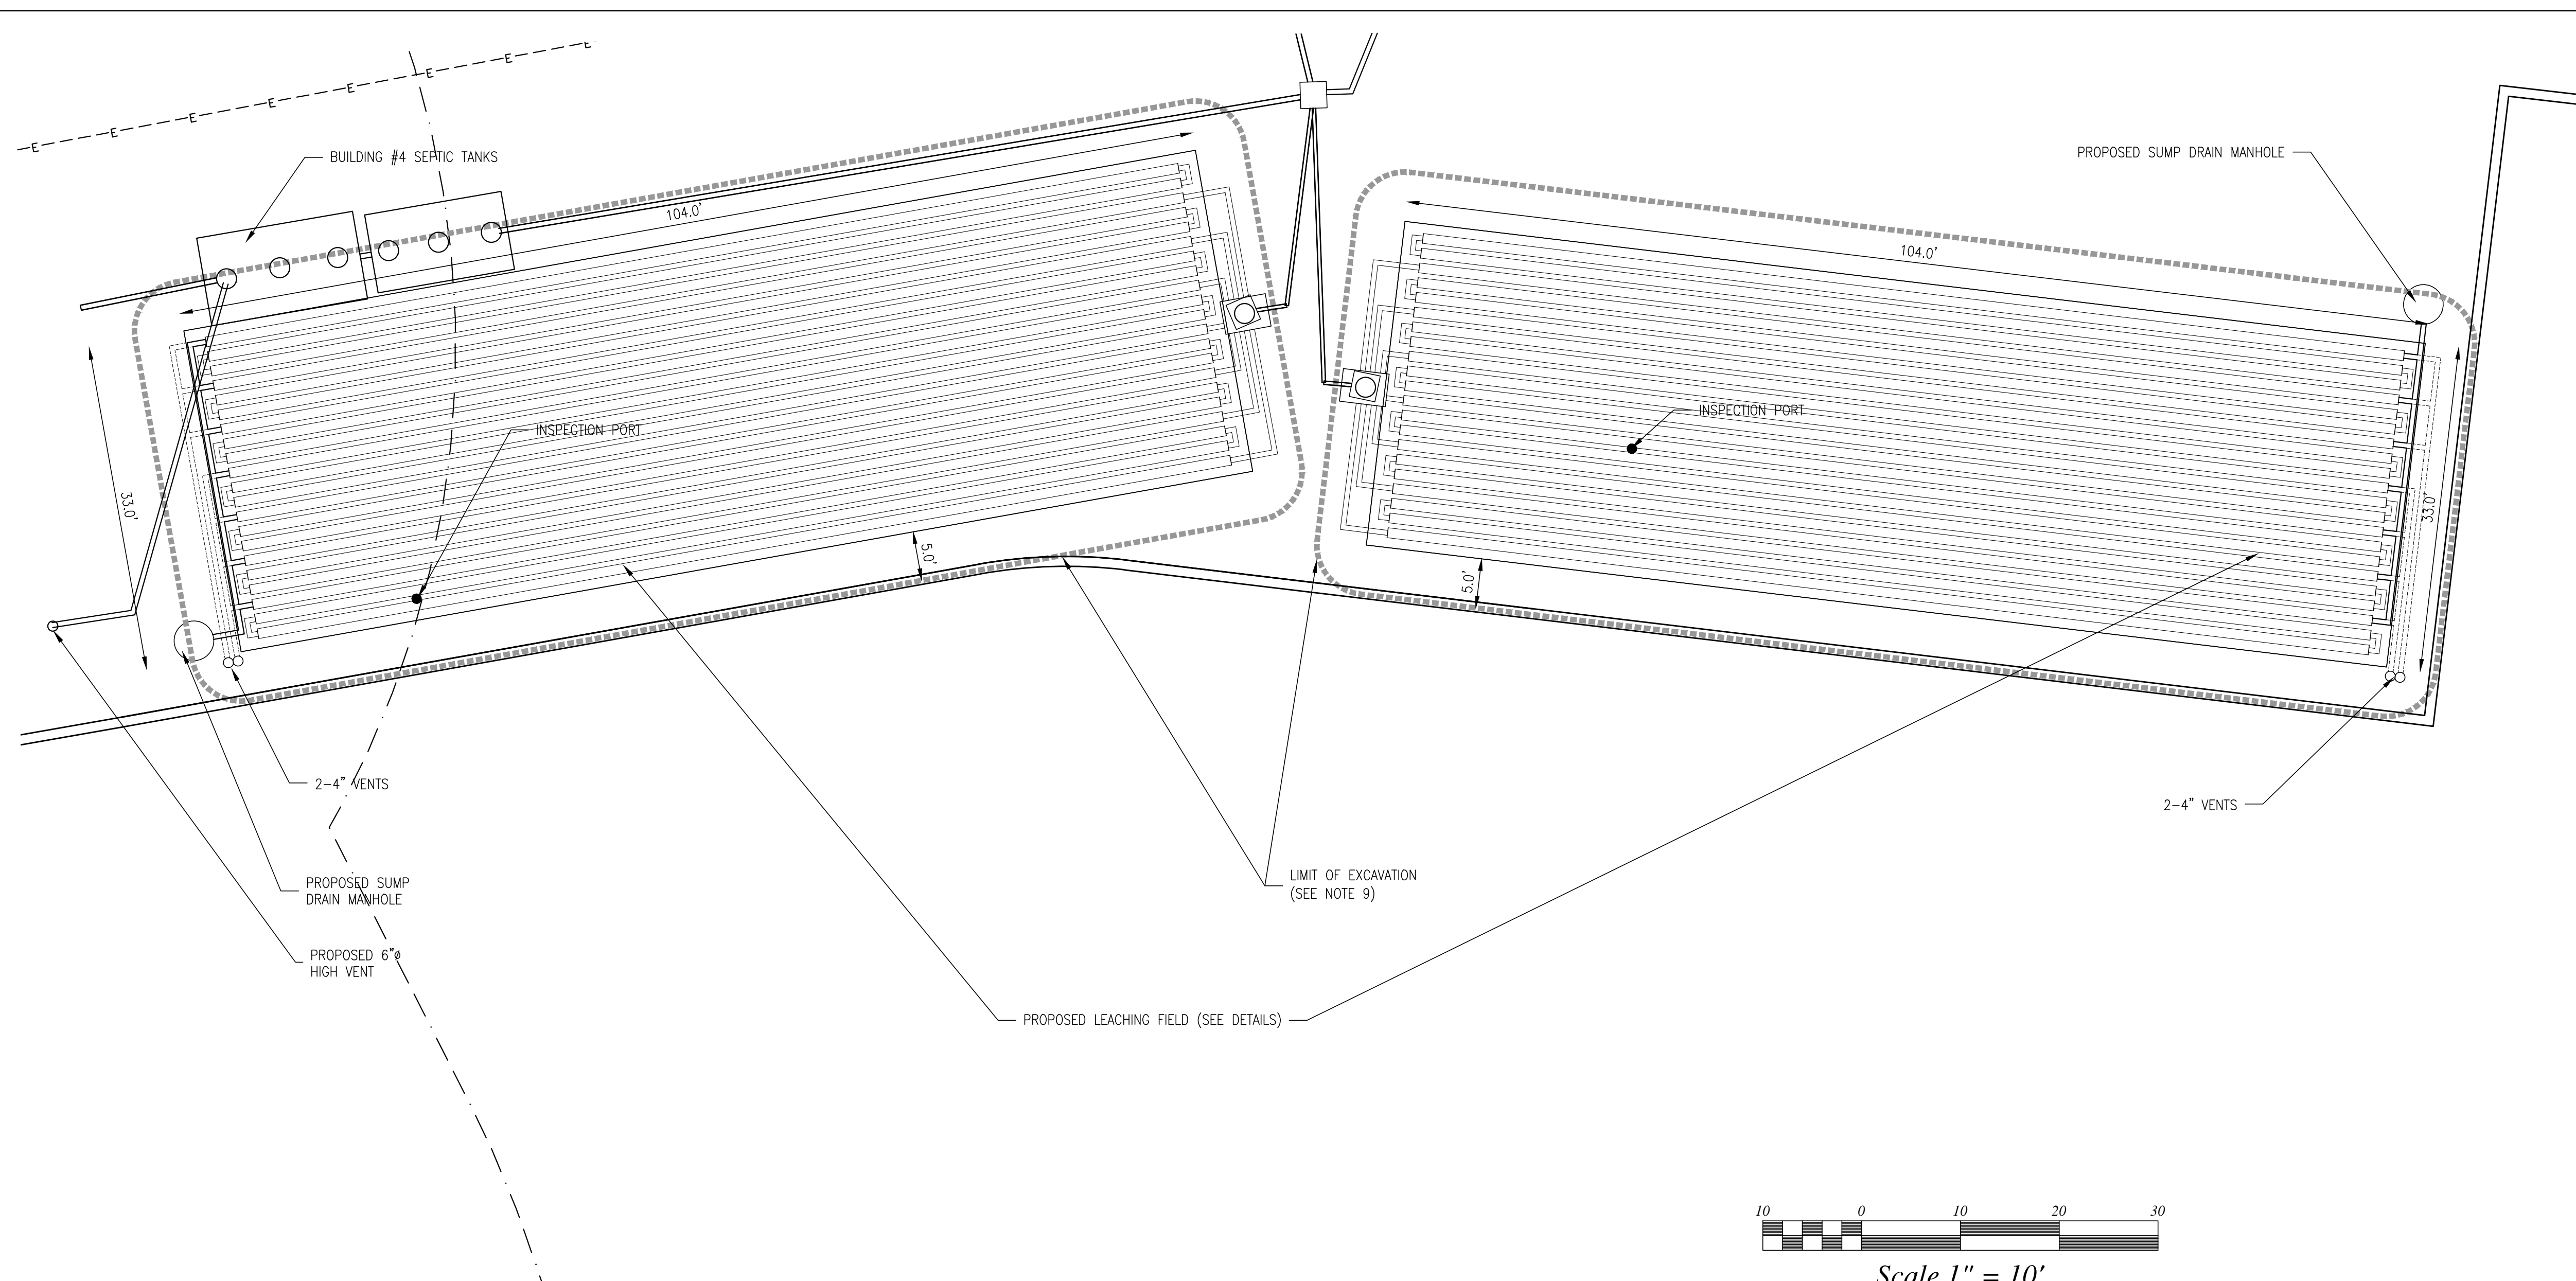 E E E E E E E E
BUILDING #4 SEPTIC TANKS
PROPOSED SUMP DRAIN MANHOLE
104.0'
104.0'
INSPECTION PORT
INSPECTION PORT
33.0'
33.0'
5.0'
5.0'
2-4" VENTS
2-4" VENTS
PROPOSED SUMP
DRAIN MANHOLE
LIMIT OF EXCAVATION
(SEE NOTE 9)
PROPOSED 6"ø
HIGH VENT
PROPOSED LEACHING FIELD (SEE DETAILS)
10 0 10 20 30
Scale 1" = 10'